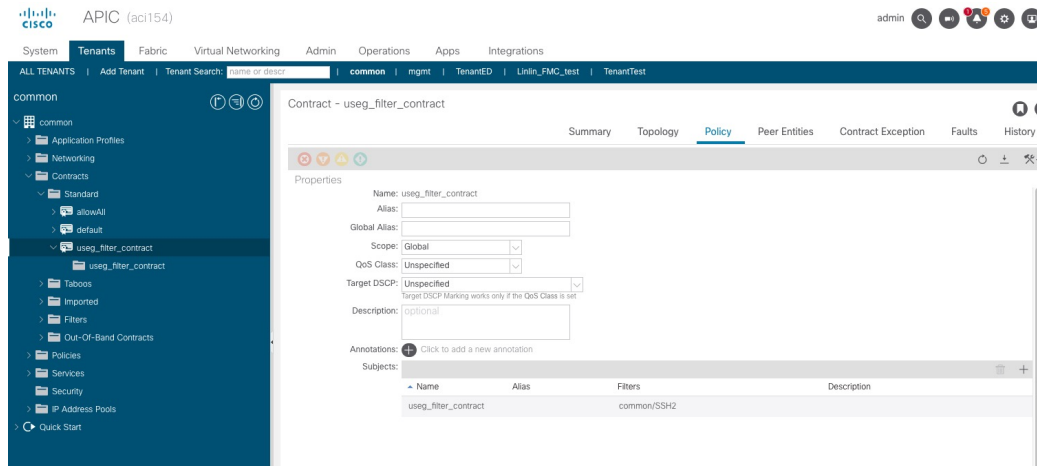 CISCO APIC (aci154) admin 1 5
System Tenants Fabric Virtual Networking Admin Operations Apps Integrations
ALL TENANTS | Add Tenant | Tenant Search: name or descr | common | mgmt | TenantED | Linlin_FMC_test | TenantTest
common
common
Application Profiles
Networking
Contracts
Standard
allowAll
default
useg_filter_contract
useg_filter_contract
Taboos
Imported
Filters
Out-Of-Band Contracts
Policies
Services
Security
IP Address Pools
Quick Start
Contract - useg_filter_contract
Summary Topology Policy Peer Entities Contract Exception Faults History
Properties
Name: useg_filter_contract
Alias:
Global Alias:
Scope: Global
QoS Class: Unspecified
Target DSCP: Unspecified
Target DSCP Marking works only if the QoS Class is set
Description: optional
Annotations: Click to add a new annotation
Subjects:
Name Alias Filters Description
useg_filter_contract common/SSH2